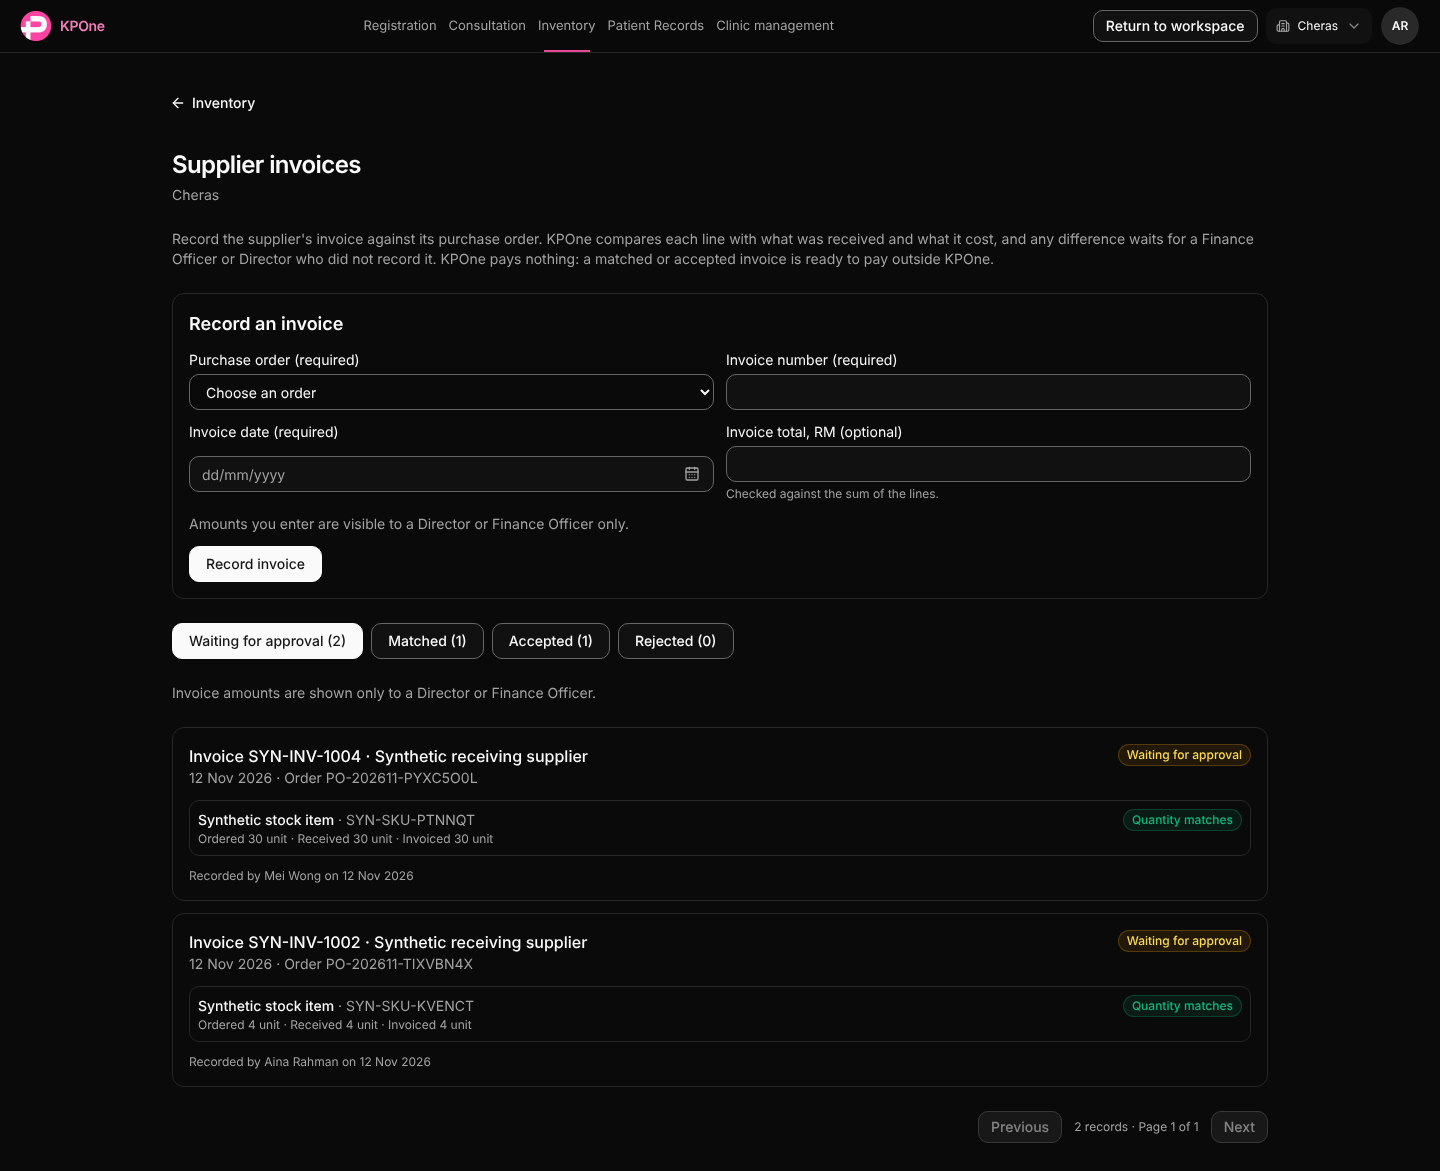 KPOne
Registration
Consultation
Inventory
Patient Records
Clinic management
Return to workspace
Cheras
AR
Inventory
Supplier invoices
Cheras
Record the supplier's invoice against its purchase order. KPOne compares each line with what was received and what it cost, and any difference waits for a Finance
Officer or Director who did not record it. KPOne pays nothing: a matched or accepted invoice is ready to pay outside KPOne.
Record an invoice
Purchase order (required)
Choose an order
Invoice number (required)
Invoice date (required)
dd/mm/yyyy
Invoice total, RM (optional)
Checked against the sum of the lines.
Amounts you enter are visible to a Director or Finance Officer only.
Record invoice
Waiting for approval (2)
Matched (1)
Accepted (1)
Rejected (0)
Invoice amounts are shown only to a Director or Finance Officer.
Invoice SYN-INV-1004 · Synthetic receiving supplier
Waiting for approval
12 Nov 2026 · Order PO-202611-PYXC5O0L
Synthetic stock item · SYN-SKU-PTNNQT
Quantity matches
Ordered 30 unit · Received 30 unit · Invoiced 30 unit
Recorded by Mei Wong on 12 Nov 2026
Invoice SYN-INV-1002 · Synthetic receiving supplier
Waiting for approval
12 Nov 2026 · Order PO-202611-TIXVBN4X
Synthetic stock item · SYN-SKU-KVENCT
Quantity matches
Ordered 4 unit · Received 4 unit · Invoiced 4 unit
Recorded by Aina Rahman on 12 Nov 2026
Previous
2 records · Page 1 of 1
Next